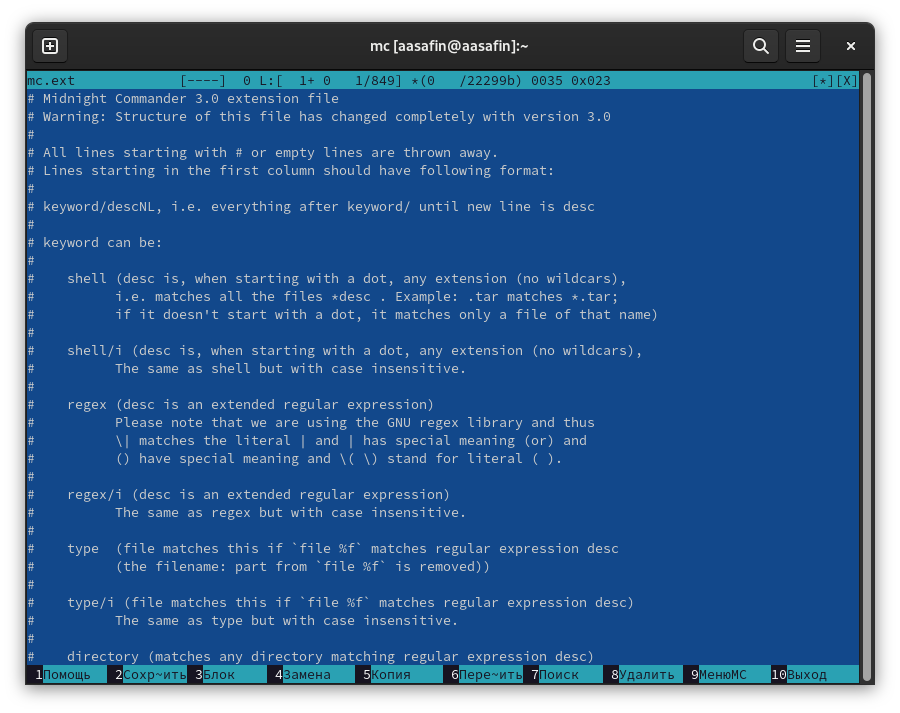 mc [aasafin@aasafin]:~
mc.ext             [----]  0 L:[  1+ 0   1/849] *(0   /22299b) 0035 0x023                         [*][X]
# Midnight Commander 3.0 extension file
# Warning: Structure of this file has changed completely with version 3.0
#
# All lines starting with # or empty lines are thrown away.
# Lines starting in the first column should have following format:
#
# keyword/descNL, i.e. everything after keyword/ until new line is desc
#
# keyword can be:
#
#    shell (desc is, when starting with a dot, any extension (no wildcars),
#          i.e. matches all the files *desc . Example: .tar matches *.tar;
#          if it doesn't start with a dot, it matches only a file of that name)
#
#    shell/i (desc is, when starting with a dot, any extension (no wildcars),
#          The same as shell but with case insensitive.
#
#    regex (desc is an extended regular expression)
#          Please note that we are using the GNU regex library and thus
#          \| matches the literal | and | has special meaning (or) and
#          () have special meaning and \( \) stand for literal ( ).
#
#    regex/i (desc is an extended regular expression)
#          The same as regex but with case insensitive.
#
#    type  (file matches this if `file %f` matches regular expression desc
#          (the filename: part from `file %f` is removed))
#
#    type/i (file matches this if `file %f` matches regular expression desc)
#          The same as type but with case insensitive.
#
#    directory (matches any directory matching regular expression desc)
1Помощь 2Сохр~ить 3Блок 4Замена 5Копия 6Пере~ить 7Поиск 8Удалить 9МенюMC 10Выход